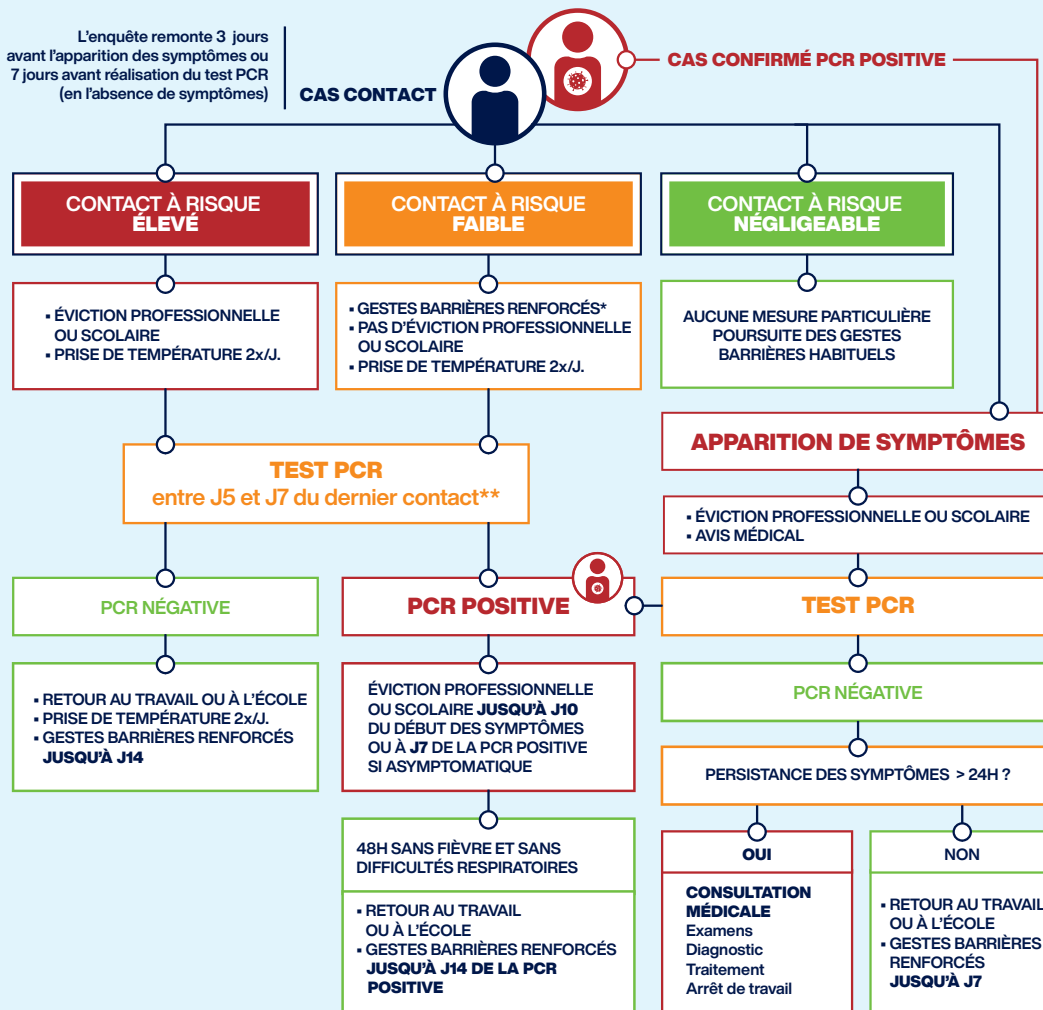 L'enquête remonte 3 jours
avant l'apparition des symptômes ou
7 jours avant réalisation du test PCR
(en l'absence de symptômes)
CAS CONTACT
CAS CONFIRMÉ PCR POSITIVE
CONTACT À RISQUE
ÉLEVÉ
CONTACT À RISQUE
FAIBLE
CONTACT À RISQUE
NÉGLIGEABLE
▪ ÉVICTION PROFESSIONNELLE
OU SCOLAIRE
▪ PRISE DE TEMPÉRATURE 2x/J.
▪ GESTES BARRIÈRES RENFORCÉS*
▪ PAS D'ÉVICTION PROFESSIONNELLE
OU SCOLAIRE
▪ PRISE DE TEMPÉRATURE 2x/J.
AUCUNE MESURE PARTICULIÈRE
POURSUITE DES GESTES
BARRIÈRES HABITUELS
TEST PCR
entre J5 et J7 du dernier contact**
APPARITION DE SYMPTÔMES
▪ ÉVICTION PROFESSIONNELLE OU SCOLAIRE
▪ AVIS MÉDICAL
PCR NÉGATIVE
PCR POSITIVE
TEST PCR
▪ RETOUR AU TRAVAIL OU À L'ÉCOLE
▪ PRISE DE TEMPÉRATURE 2x/J.
▪ GESTES BARRIÈRES RENFORCÉS
JUSQU'À J14
ÉVICTION PROFESSIONNELLE
OU SCOLAIRE JUSQU'À J10
DU DÉBUT DES SYMPTÔMES
OU À J7 DE LA PCR POSITIVE
SI ASYMPTOMATIQUE
PCR NÉGATIVE
PERSISTANCE DES SYMPTÔMES > 24H ?
48H SANS FIÈVRE ET SANS
DIFFICULTÉS RESPIRATOIRES
▪ RETOUR AU TRAVAIL
OU À L'ÉCOLE
▪ GESTES BARRIÈRES RENFORCÉS
JUSQU'À J14 DE LA PCR
POSITIVE
OUI
CONSULTATION
MÉDICALE
Examens
Diagnostic
Traitement
Arrêt de travail
NON
▪ RETOUR AU TRAVAIL
OU À L'ÉCOLE
▪ GESTES BARRIÈRES
RENFORCÉS
JUSQU'À J7